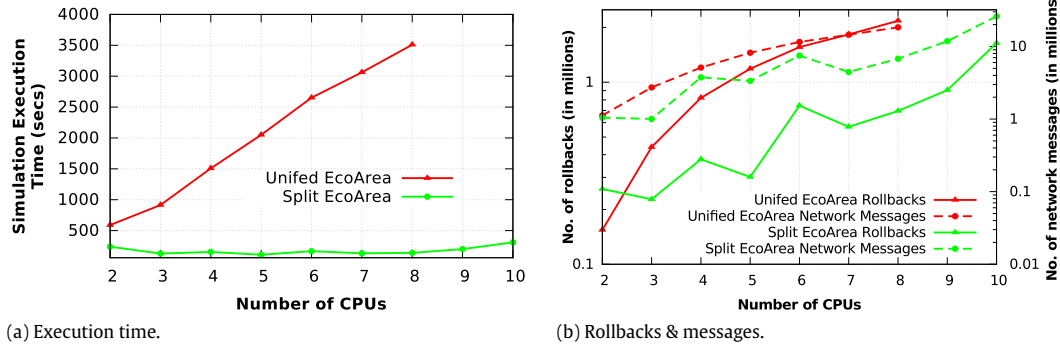 4000
3500
3000
2500
2000
1500
1000
500
Simulation Execution
Time (secs)
Unifed EcoArea
Split EcoArea
2 3 4 5 6 7 8 9 10
Number of CPUs
(a) Execution time.
No. of rollbacks (in millions)
1
0.1
Unifed EcoArea Rollbacks
Unified EcoArea Network Messages
Split EcoArea Rollbacks
Split EcoArea Network Messages
10
1
0.1
0.01
No. of network messages (in millions
2 3 4 5 6 7 8 9 10
Number of CPUs
(b) Rollbacks & messages.